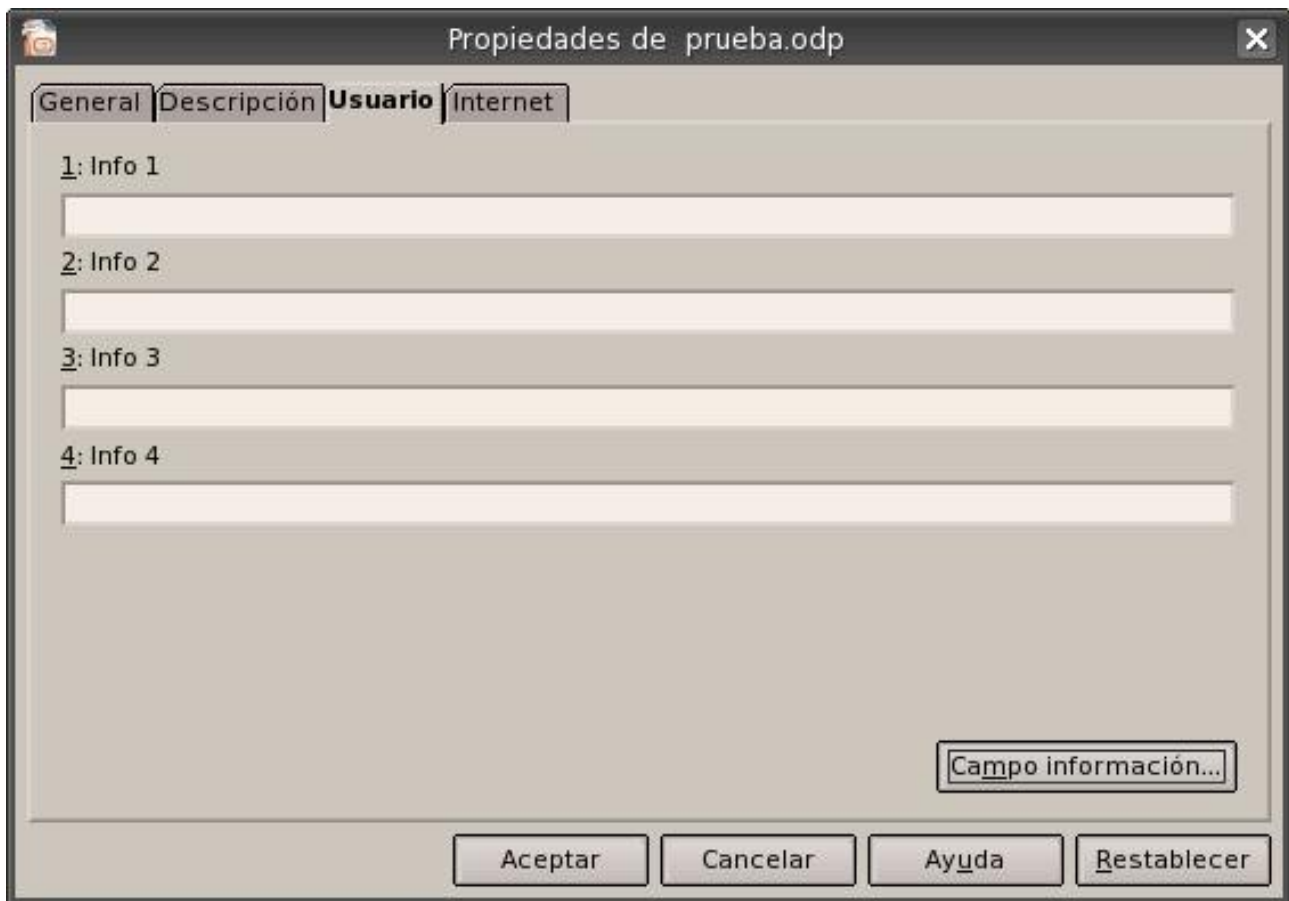 Propiedades de prueba.odp
General Descripción Usuario Internet
1: Info 1
2: Info 2
3: Info 3
4: Info 4
Campo información...
Aceptar Cancelar Ayuda Restablecer